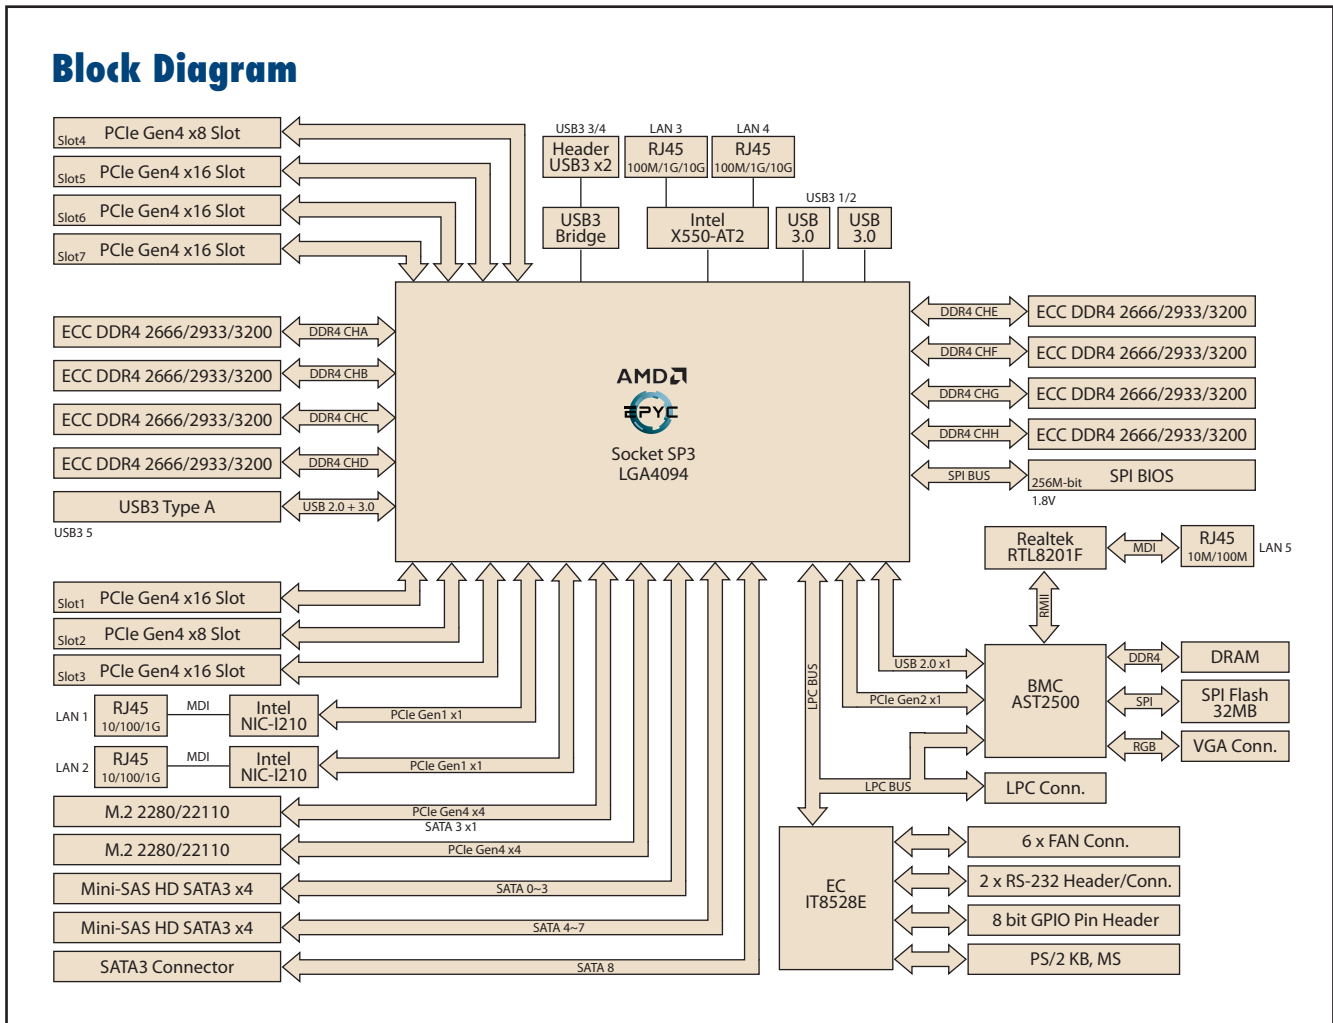 Block Diagram
Slot4 PCIe Gen4 x8 Slot
Slot5 PCIe Gen4 x16 Slot
Slot6 PCIe Gen4 x16 Slot
Slot7 PCIe Gen4 x16 Slot
USB3 3/4
Header
USB3 x2
USB3
Bridge
LAN 3
RJ45
100M/1G/10G
LAN 4
RJ45
100M/1G/10G
Intel
X550-AT2
USB3 1/2
USB
3.0
USB
3.0
ECC DDR4 2666/2933/3200
DDR4 CHA
ECC DDR4 2666/2933/3200
DDR4 CHB
ECC DDR4 2666/2933/3200
DDR4 CHC
ECC DDR4 2666/2933/3200
DDR4 CHD
USB3 Type A
USB 2.0 + 3.0
USB3 5
AMD
EPYC
Socket SP3
LGA4094
DDR4 CHE
ECC DDR4 2666/2933/3200
DDR4 CHF
ECC DDR4 2666/2933/3200
DDR4 CHG
ECC DDR4 2666/2933/3200
DDR4 CHH
ECC DDR4 2666/2933/3200
SPI BUS
256M-bit SPI BIOS
1.8V
Realtek
RTL8201F
MDI
RJ45
10M/100M
LAN 5
RMII
Slot1 PCIe Gen4 x16 Slot
Slot2 PCIe Gen4 x8 Slot
Slot3 PCIe Gen4 x16 Slot
LAN 1
RJ45
10/100/1G
MDI
Intel
NIC-I210
PCIe Gen1 x1
LAN 2
RJ45
10/100/1G
MDI
Intel
NIC-I210
PCIe Gen1 x1
M.2 2280/22110
PCIe Gen4 x4
SATA 3 x1
M.2 2280/22110
PCIe Gen4 x4
Mini-SAS HD SATA3 x4
SATA 0~3
Mini-SAS HD SATA3 x4
SATA 4~7
SATA3 Connector
SATA 8
LPC BUS
USB 2.0 x1
PCIe Gen2 x1
BMC
AST2500
DDR4
DRAM
SPI
SPI Flash
32MB
RGB
VGA Conn.
LPC BUS
LPC Conn.
EC
IT8528E
6 x FAN Conn.
2 x RS-232 Header/Conn.
8 bit GPIO Pin Header
PS/2 KB, MS